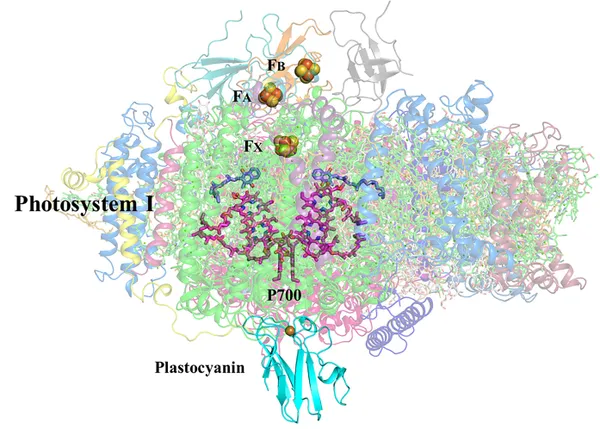 FB
FA
FX
Photosystem I
P700
Plastocyanin